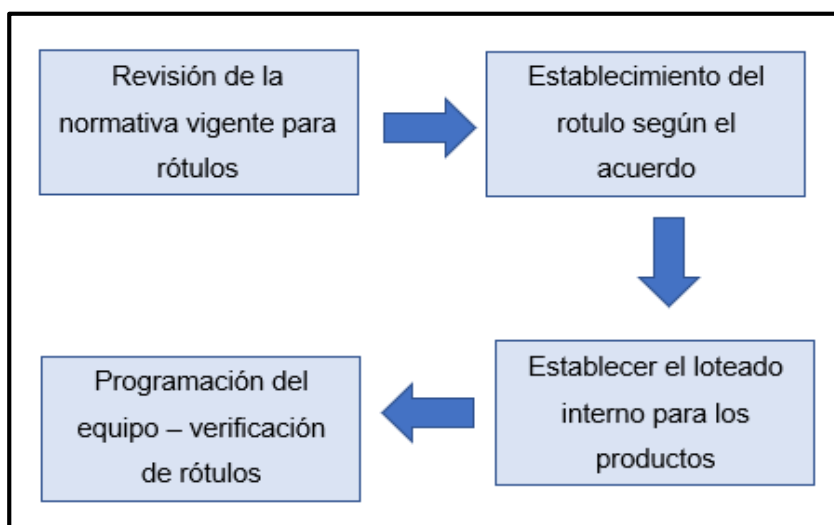 Revisión de la
normativa vigente para
rótulos
Establecimiento del
rotulo según el
acuerdo
Establecer el loteado
interno para los
productos
Programación del
equipo – verificación
de rótulos